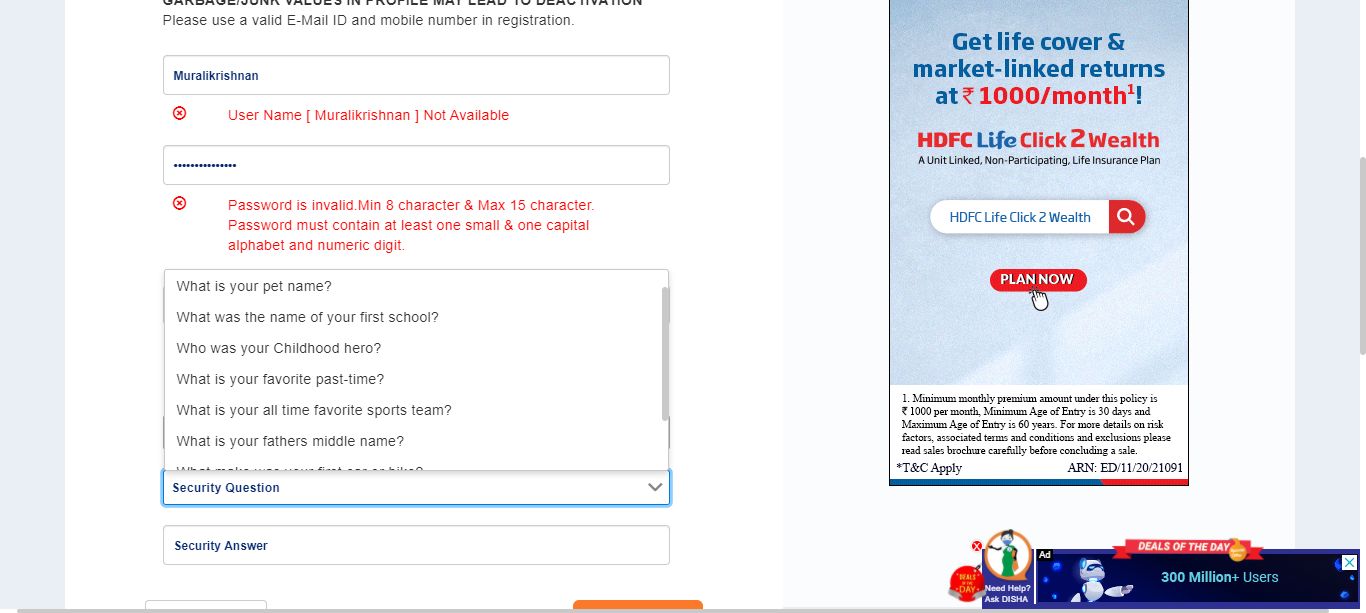 GARBAGE/JUNK VALUES IN PROFILE MAY LEAD TO DEACTIVATION
Please use a valid E-Mail ID and mobile number in registration.
Muralikrishnan
User Name [ Muralikrishnan ] Not Available
•••••••••••••••
Password is invalid.Min 8 character & Max 15 character.
Password must contain at least one small & one capital
alphabet and numeric digit.
What is your pet name?
What was the name of your first school?
Who was your Childhood hero?
What is your favorite past-time?
What is your all time favorite sports team?
What is your fathers middle name?
What make was your first car or bike?
Security Question
Security Answer
Get life cover &
market-linked returns
at ₹ 1000/month¹!
HDFC Life Click 2 Wealth
A Unit Linked, Non-Participating, Life Insurance Plan
HDFC Life Click 2 Wealth
PLAN NOW
1. Minimum monthly premium amount under this policy is
₹ 1000 per month, Minimum Age of Entry is 30 days and
Maximum Age of Entry is 60 years. For more details on risk
factors, associated terms and conditions and exclusions please
read sales brochure carefully before concluding a sale.
*T&C Apply ARN: ED/11/20/21091
DEALS OF THE DAY
Need Help?
Ask DISHA
Ad
DEALS OF THE DAY
300 Million+ Users